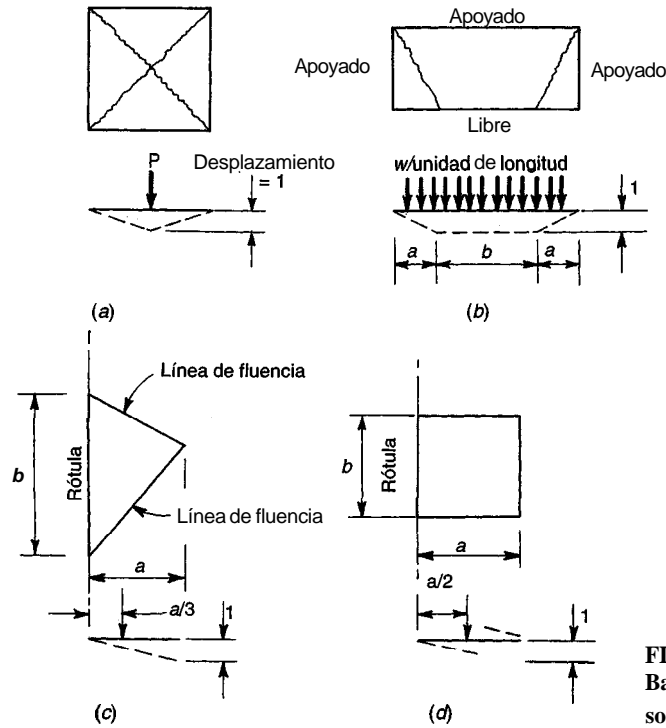 Apoyado
Apoyado
Apoyado
Libre
P
Desplazamiento
= 1
w/unidad de longitud
1
a
b
a
(a)
(b)
Línea de fluencia
b
Rótula
Línea de fluencia
a
a/3
1
(c)
b
Rótula
a
a/2
1
(d)
FI
Ba
so